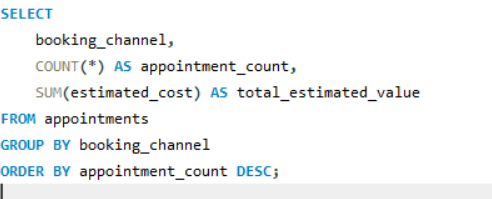 SELECT
    booking_channel,
    COUNT(*) AS appointment_count,
    SUM(estimated_cost) AS total_estimated_value
FROM appointments
GROUP BY booking_channel
ORDER BY appointment_count DESC;